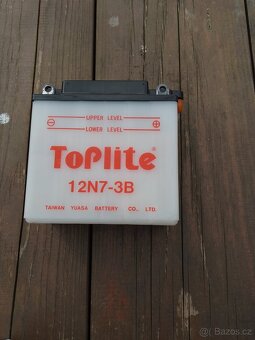 UPPER LEVEL
LOWER LEVEL
TOPlite®
12N7-3B
TAIWAN YUASA BATTERY CO., LTD.
© Bazos.cz